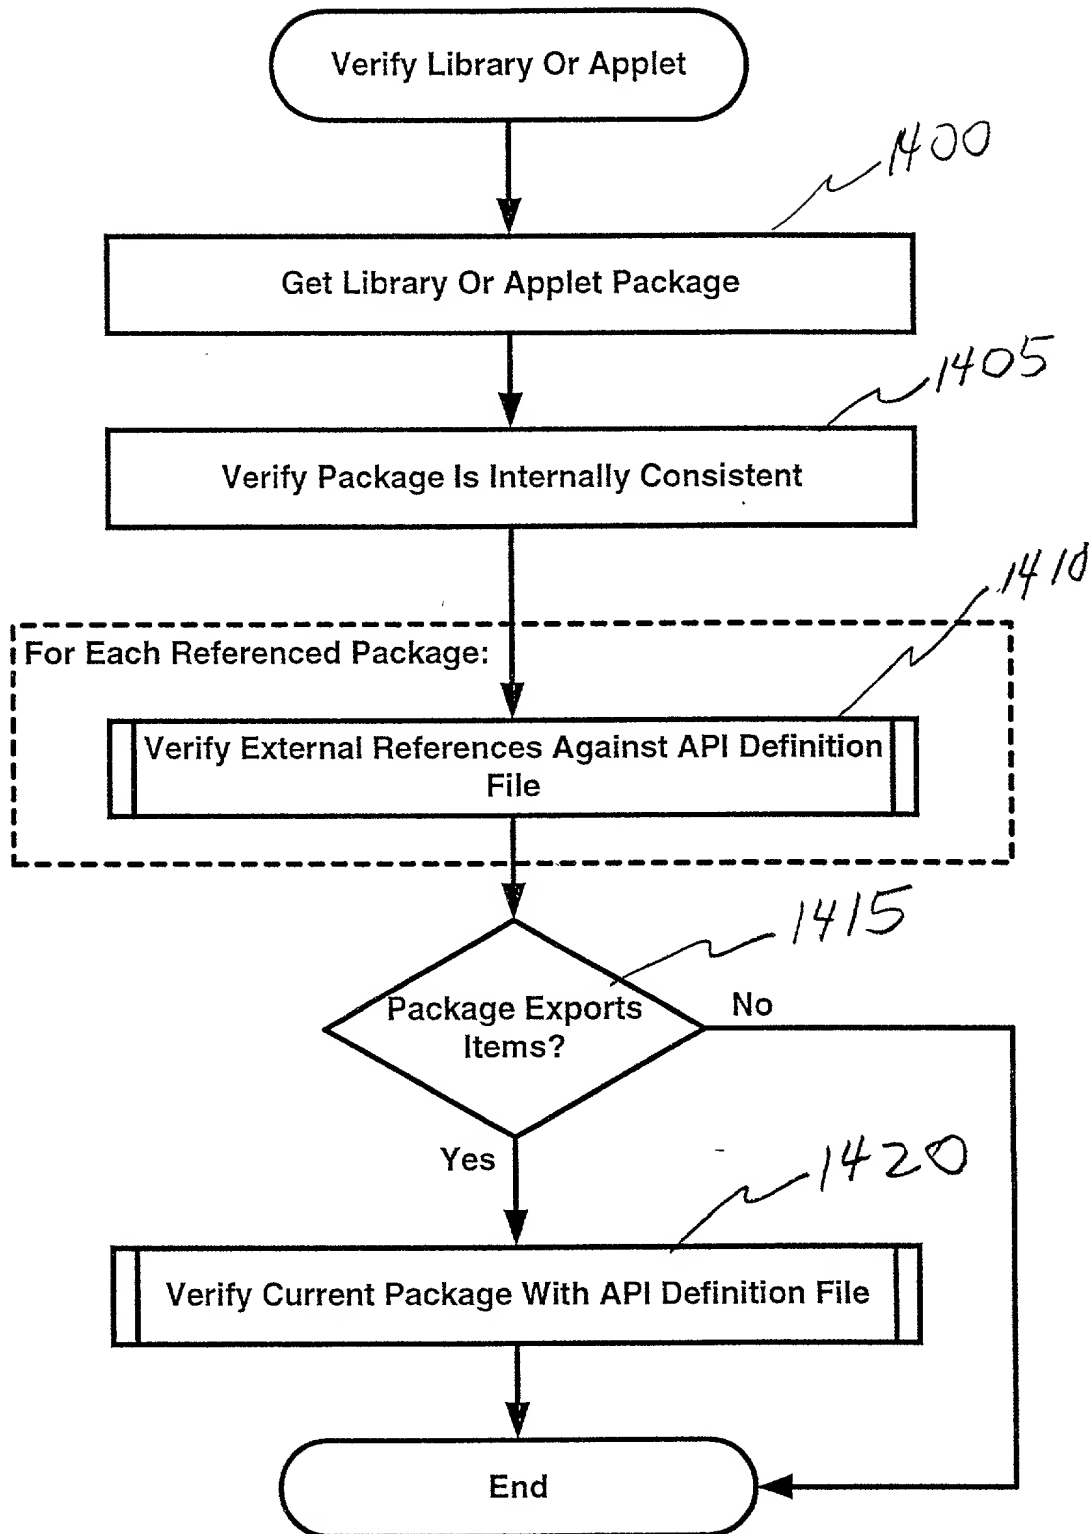 Verify Library Or Applet
1400
Get Library Or Applet Package
1405
Verify Package Is Internally Consistent
1410
For Each Referenced Package:
Verify External References Against API Definition
File
1415
Package Exports
Items?
No
Yes
1420
Verify Current Package With API Definition File
End